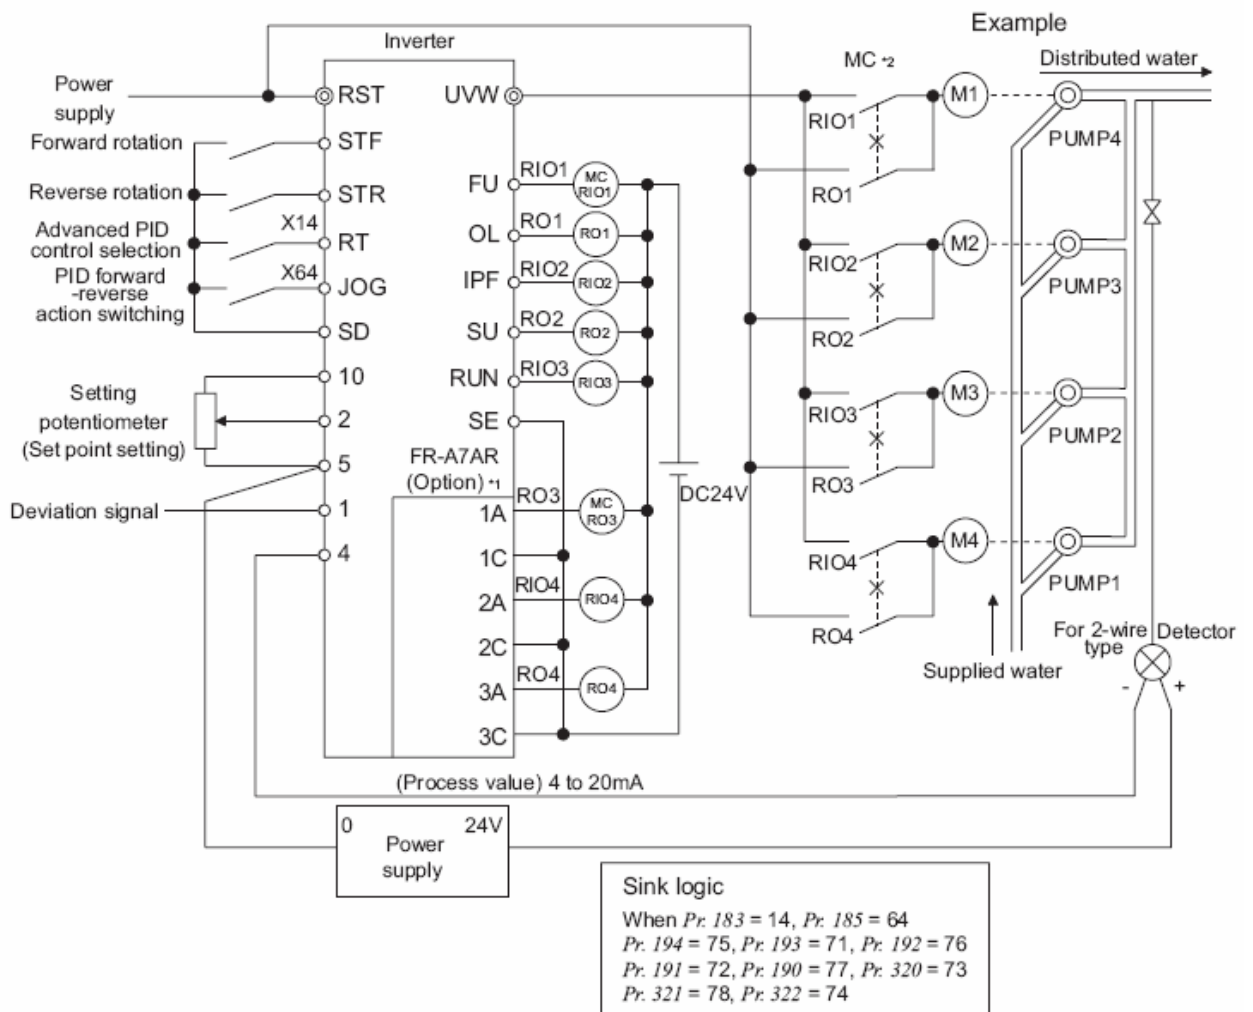 Example
Inverter
MC *2
Distributed water
Power
supply
RST
UVW
M1
RIO1
PUMP4
Forward rotation
STF
RO1
Reverse rotation
STR
FU
RIO1
MC
RIO1
X14
Advanced PID
control selection
RT
OL
RO1
RO1
M2
RIO2
PUMP3
X64
PID forward
-reverse
action switching
JOG
IPF
RIO2
RIO2
SD
SU
RO2
RO2
RO2
10
RUN
RIO3
RIO3
M3
RIO3
PUMP2
Setting
potentiometer
(Set point setting)
2
SE
5
FR-A7AR
(Option) *1
DC24V
RO3
Deviation signal
1
1A
RO3
MC
RO3
4
1C
M4
RIO4
PUMP1
2A
RIO4
RIO4
2C
RO4
For 2-wire
type
Detector
Supplied water
3A
RO4
RO4
- +
3C
(Process value) 4 to 20mA
0 24V
Power
supply
Sink logic
When Pr. 183 = 14, Pr. 185 = 64
Pr. 194 = 75, Pr. 193 = 71, Pr. 192 = 76
Pr. 191 = 72, Pr. 190 = 77, Pr. 320 = 73
Pr. 321 = 78, Pr. 322 = 74